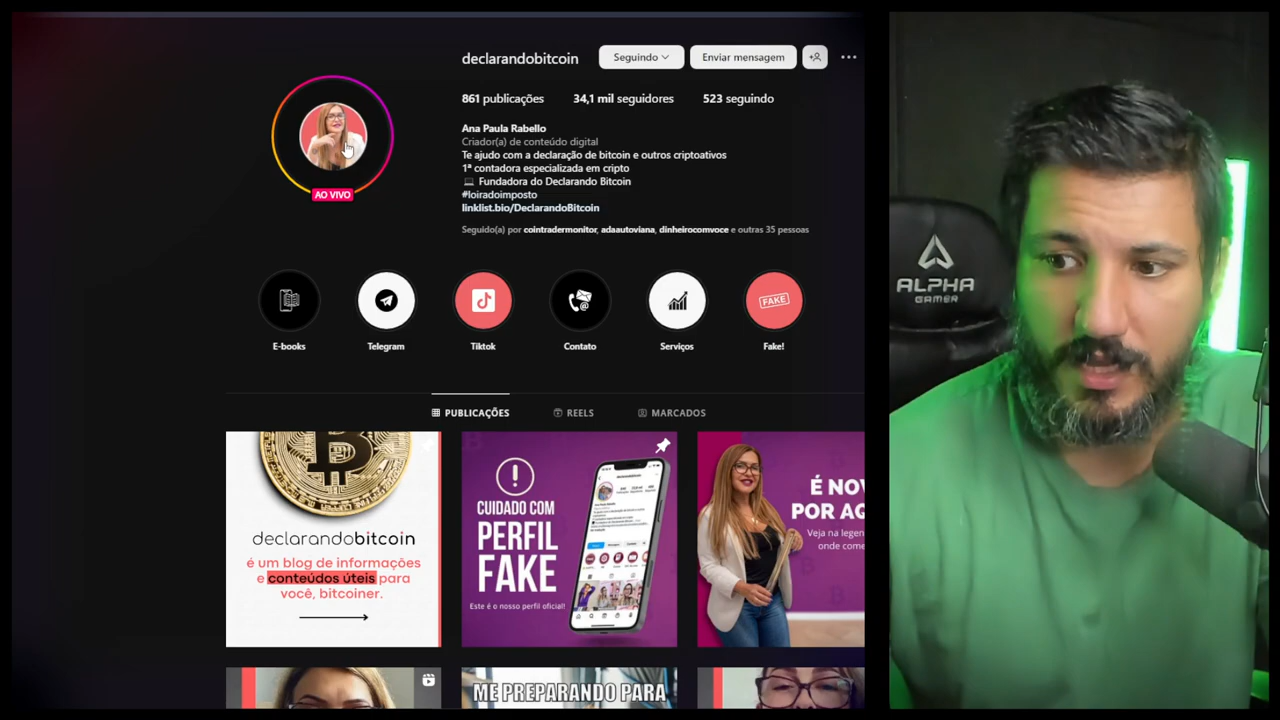 declarandobitcoin
Seguindo
Enviar mensagem
861 publicações
34,1 mil seguidores
523 seguindo
Ana Paula Rabello
Criador(a) de conteúdo digital
Te ajudo com a declaração de bitcoin e outros criptoativos
1ª contadora especializada em cripto
Fundadora do Declarando Bitcoin
#loiradoimposto
linklist.bio/DeclarandoBitcoin
Seguido(a) por cointradermonitor, adaautoviana, dinheirocomvoce e outras 35 pessoas
AO VIVO
FAKE
E-books
Telegram
Tiktok
Contato
Serviços
Fake!
PUBLICAÇÕES
REELS
MARCADOS
declarandobitcoin
é um blog de informações
e conteúdos úteis para
você, bitcoiner.
CUIDADO COM
PERFIL
FAKE
Este é o nosso perfil oficial!
É NOV
POR AQ
Veja na legen
onde come
ME PREPARANDO PARA
ALPHA
GAMER